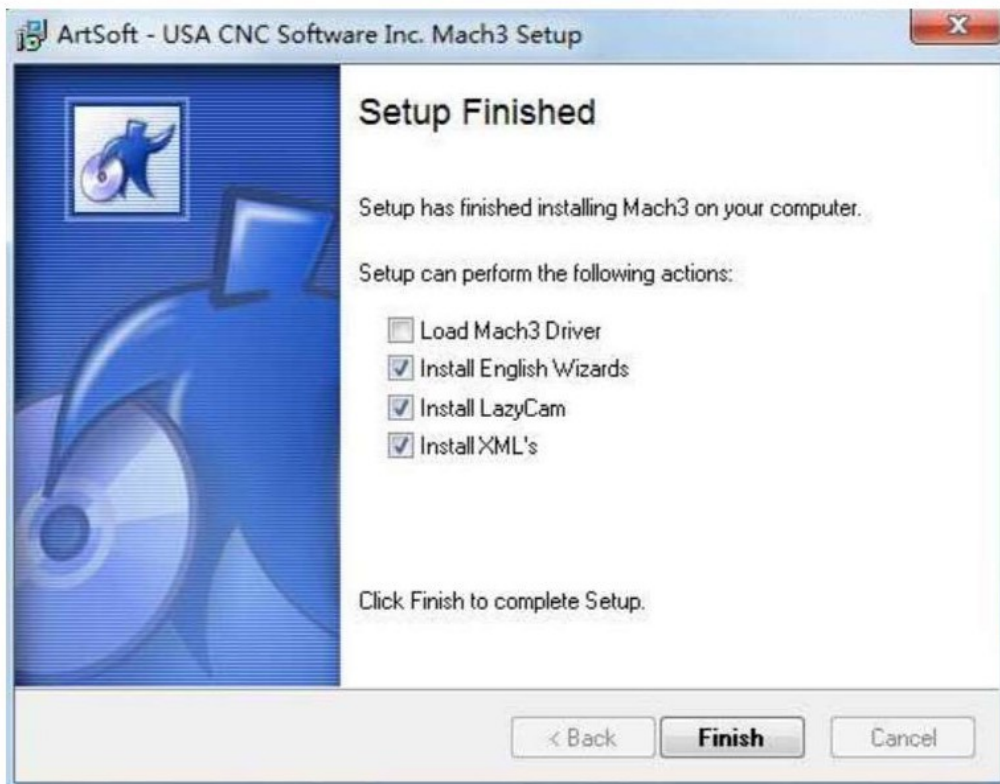 ArtSoft - USA CNC Software Inc. Mach3 Setup
Setup Finished
Setup has finished installing Mach3 on your computer.
Setup can perform the following actions:
Load Mach3 Driver
Install English Wizards
Install LazyCam
Install XML's
Click Finish to complete Setup.
< Back
Finish
Cancel